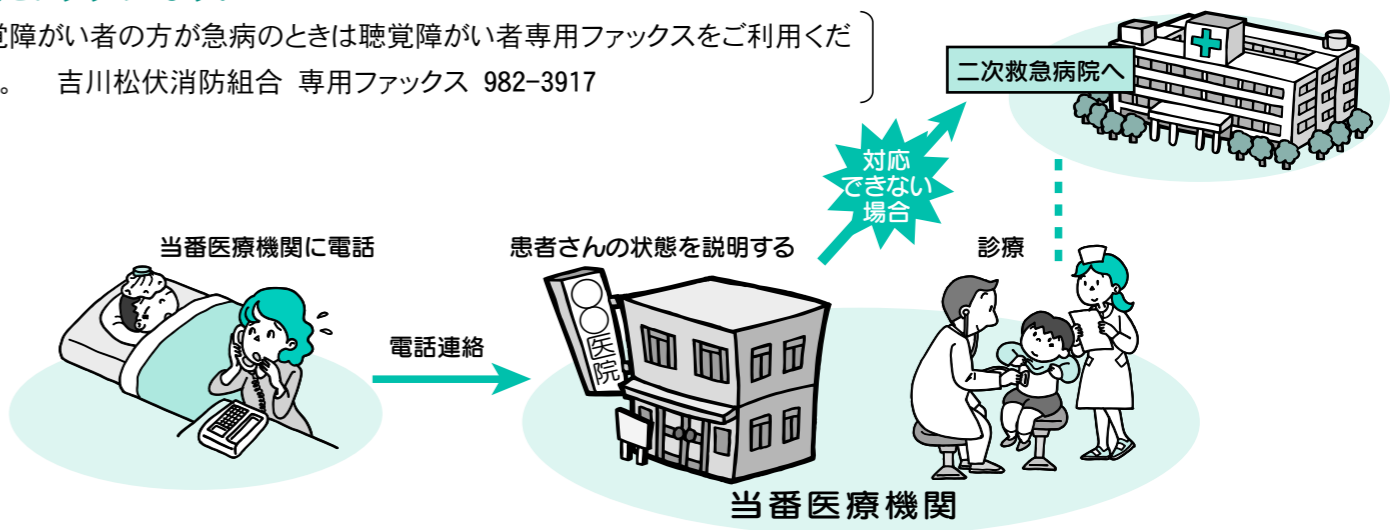 覚障がい者の方が急病のときは聴覚障がい者専用ファックスをご利用くだ
。 吉川松伏消防組合 専用ファックス 982-3917
二次救急病院へ
対応
できない
場合
当番医療機関に電話
患者さんの状態を説明する
診療
電話連絡
〇〇医院
当番医療機関